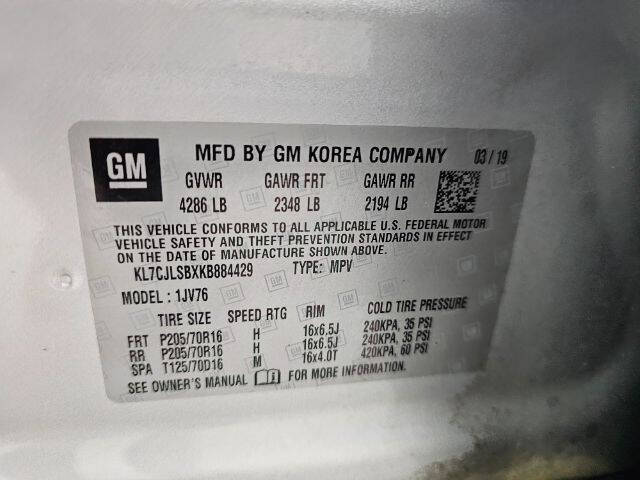 GM MFD BY GM KOREA COMPANY 03/19
GVWR GAWR FRT GAWR RR
4286 LB 2348 LB 2194 LB
THIS VEHICLE CONFORMS TO ALL APPLICABLE U.S. FEDERAL MOTOR
VEHICLE SAFETY AND THEFT PREVENTION STANDARDS IN EFFECT
ON THE DATE OF MANUFACTURE SHOWN ABOVE.
KL7CJLSBXKB884429 TYPE: MPV
MODEL: 1JV76
TIRE SIZE SPEED RTG RIM COLD TIRE PRESSURE
FRT P205/70R16 H 16x6.5J 240KPA, 35 PSI
RR P205/70R16 H 16x6.5J 240KPA, 35 PSI
SPA T125/70D16 M 16x4.0T 420KPA, 60 PSI
SEE OWNER'S MANUAL FOR MORE INFORMATION.